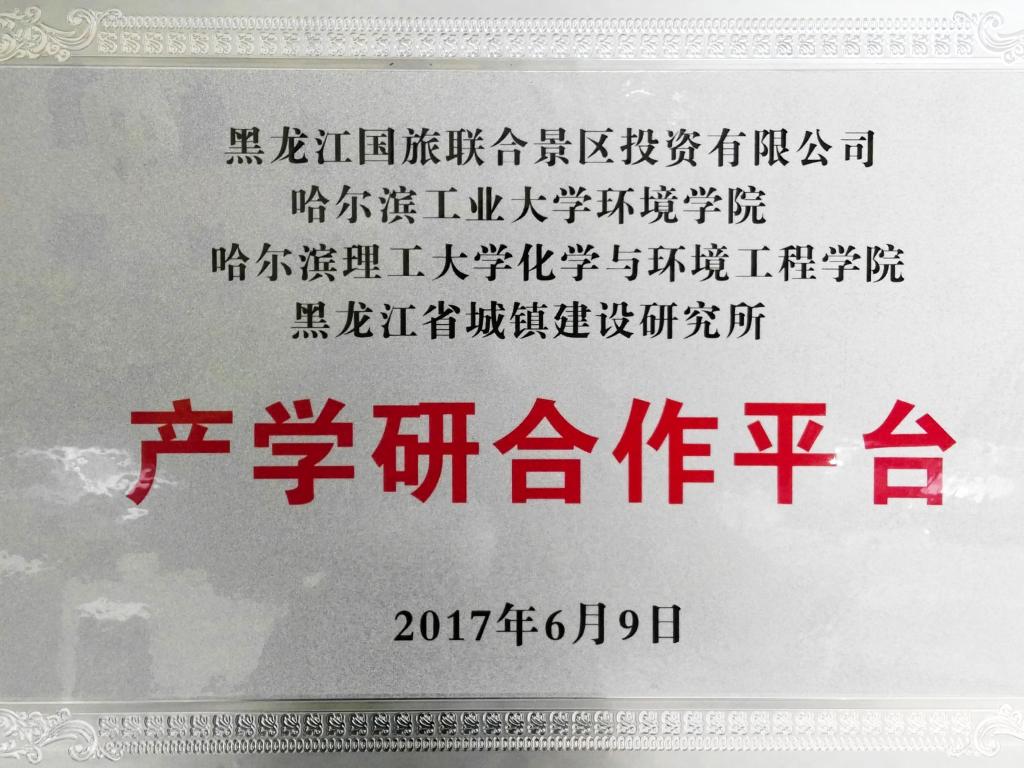 黑龙江国旅联合景区投资有限公司
哈尔滨工业大学环境学院
哈尔滨理工大学化学与环境工程学院
黑龙江省城镇建设研究所
产学研合作平台
2017年6月9日